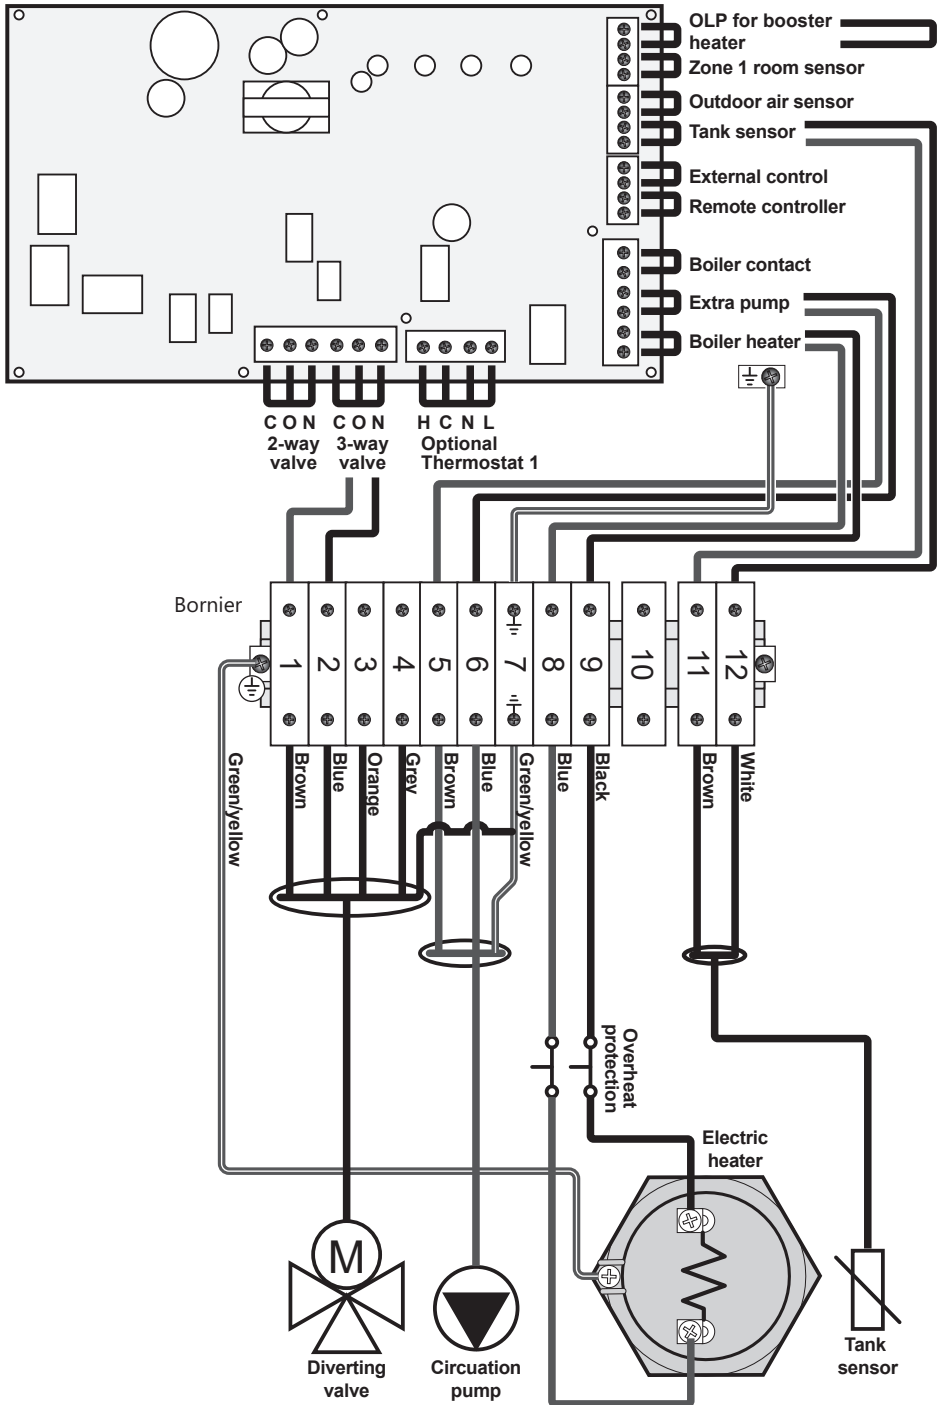 OLP for booster
heater
Zone 1 room sensor
Outdoor air sensor
Tank sensor
External control
Remote controller
Boiler contact
Extra pump
Boiler heater
C O N C O N H C N L
2-way
valve
3-way
valve
Optional
Thermostat 1
Bornier
1 2 3 4 5 6 7 8 9 10 11 12
Green/yellow
Brown
Blue
Orange
Grey
Brown
Blue
Green/yellow
Blue
Black
Brown
White
Overheat
protection
Electric
heater
M
Diverting
valve
Circuation
pump
Tank
sensor